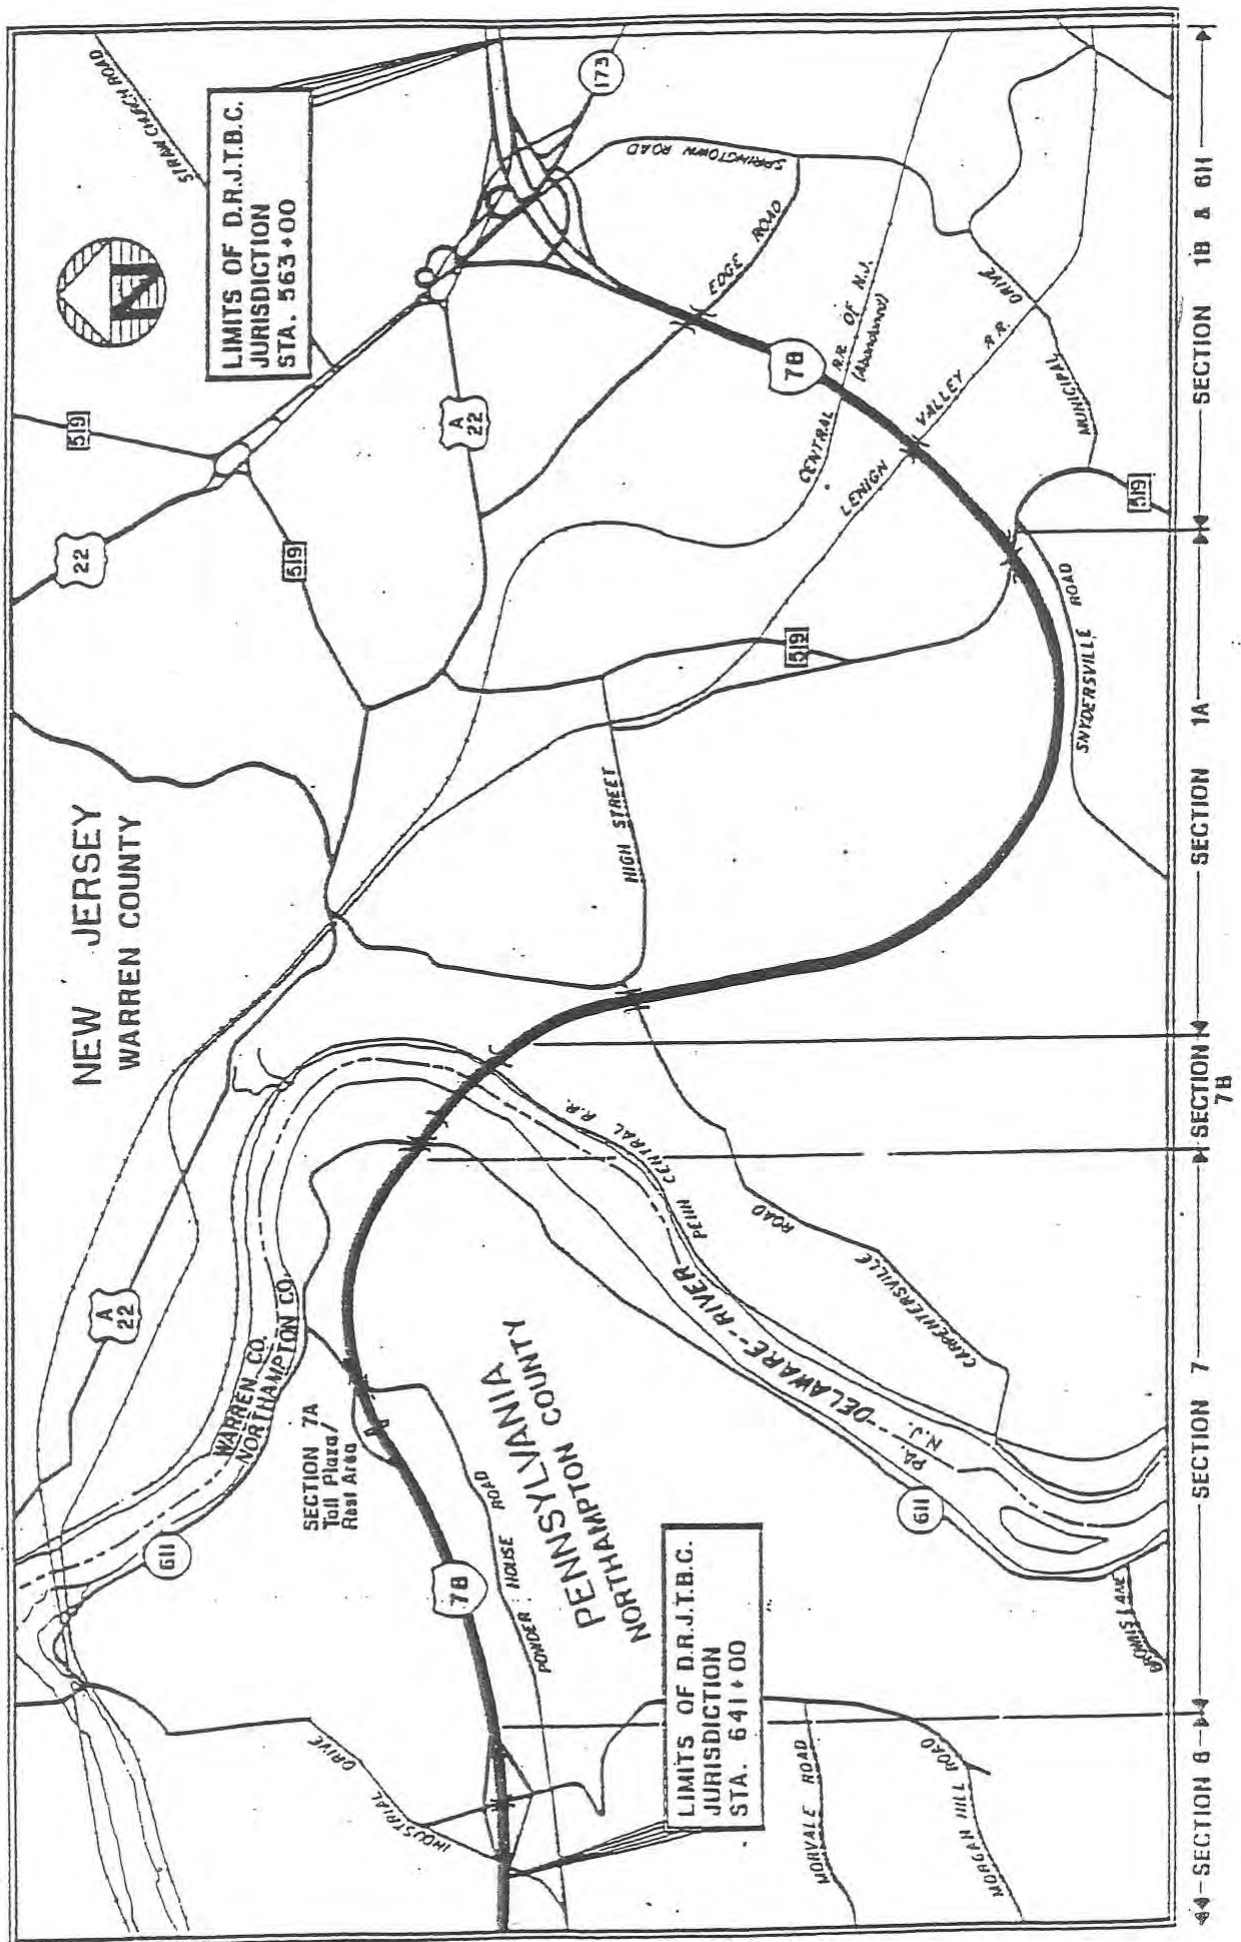 STRAW CHURCH ROAD
LIMITS OF D.R.J.T.B.C.
JURISDICTION
STA. 563+00
N
173
SPRINGTOWN ROAD
EDGE ROAD
519
22
A
22
519
78
CENTRAL R.R. OF N.J.
(Abandoned)
LEHIGH VALLEY R.R.
MUNICIPAL DRIVE
519
519
SNYDERSVILLE ROAD
HIGH STREET
NEW JERSEY
WARREN COUNTY
A
22
WARREN CO.
NORTHAMPTON CO.
611
SECTION 7A
Toll Plaza/
Rest Area
PENNSYLVANIA
NORTHAMPTON COUNTY
78
POWDER HOUSE ROAD
PENN CENTRAL R.R.
DELAWARE RIVER
PA.
N.J.
CARPENTERSVILLE ROAD
611
INDUSTRIAL DRIVE
LIMITS OF D.R.J.T.B.C.
JURISDICTION
STA. 641+00
MORVALE ROAD
MORGAN HILL ROAD
LANE
SECTION 6
SECTION 7
SECTION
7B
SECTION 1A
SECTION 1B & 6H